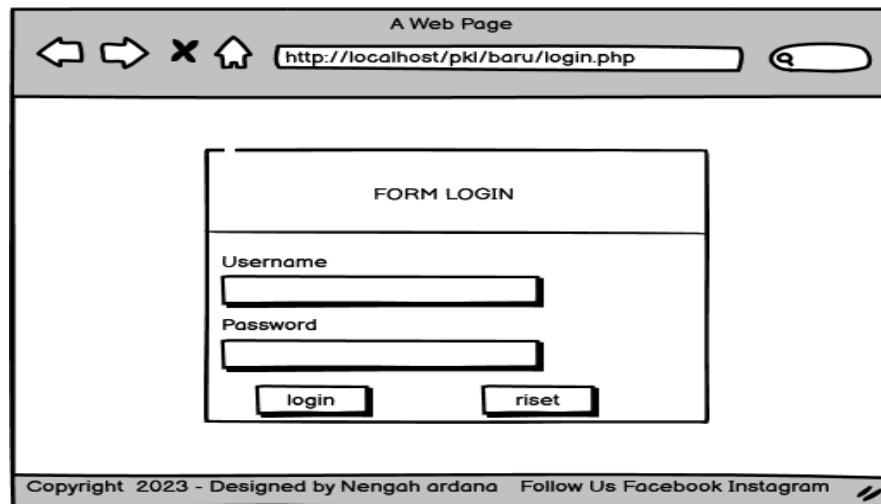 A Web Page
http://localhost/pkl/baru/login.php
FORM LOGIN
Username
Password
login riset
Copyright 2023 - Designed by Nengah ardana Follow Us Facebook Instagram